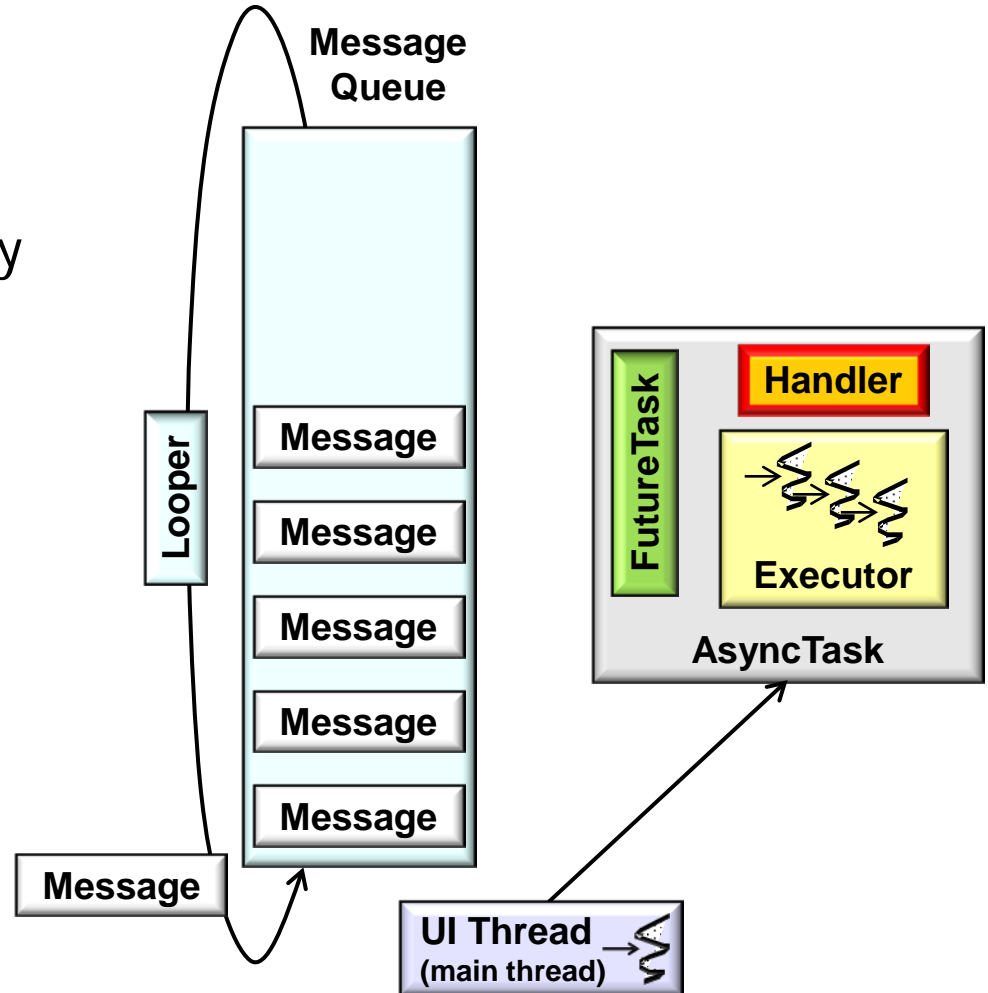 Message
Queue
y
Looper
Message
Message
Message
Message
Message
Message
FutureTask
Handler
Executor
AsyncTask
UI Thread
(main thread)